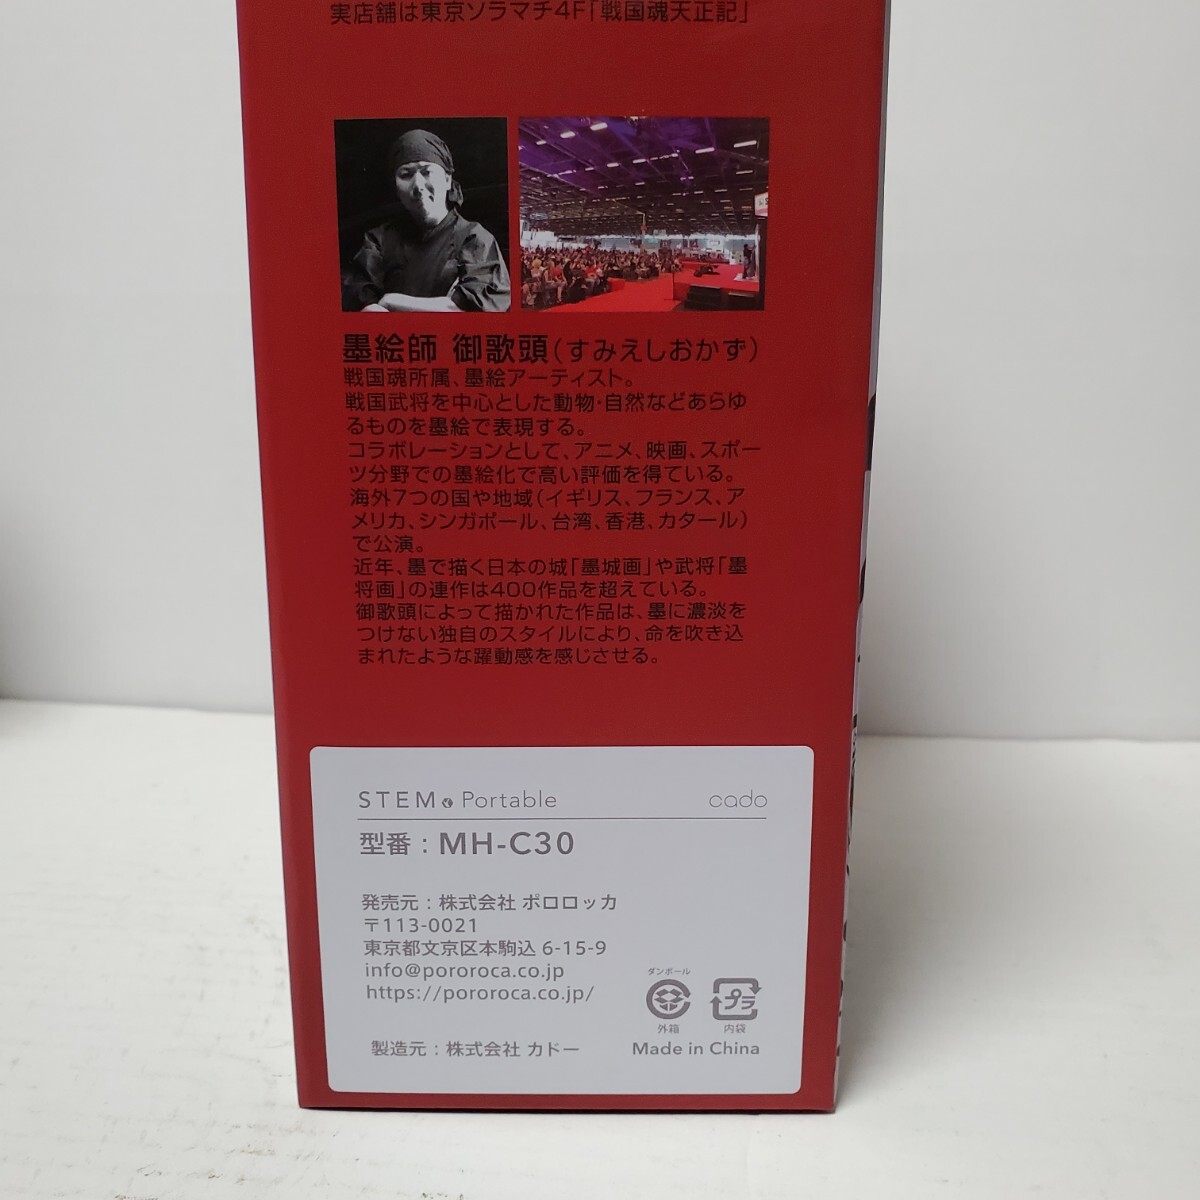 実店舗は東京ソラマチ4F「戦国魂天正記」
墨絵師 御歌頭(すみえしおかず)
戦国魂所属、墨絵アーティスト。
戦国武将を中心とした動物・自然などあらゆ
るものを墨絵で表現する。
コラボレーションとして、アニメ、映画、スポー
ツ分野での墨絵化で高い評価を得ている。
海外7つの国や地域(イギリス、フランス、ア
メリカ、シンガポール、台湾、香港、カタール)
で公演。
近年、墨で描く日本の城「墨城画」や武将「墨
将画」の連作は400作品を超えている。
御歌頭によって描かれた作品は、墨に濃淡を
つけない独自のスタイルにより、命を吹き込
まれたような躍動感を感じさせる。
STEM Portable cado
型番：MH-C30
発売元：株式会社 ポロロッカ
〒113-0021
東京都文京区本駒込 6-15-9
info@pororoca.co.jp
https://pororoca.co.jp/
ダンボール
プラ
外箱 内袋
製造元：株式会社 カドー Made in China